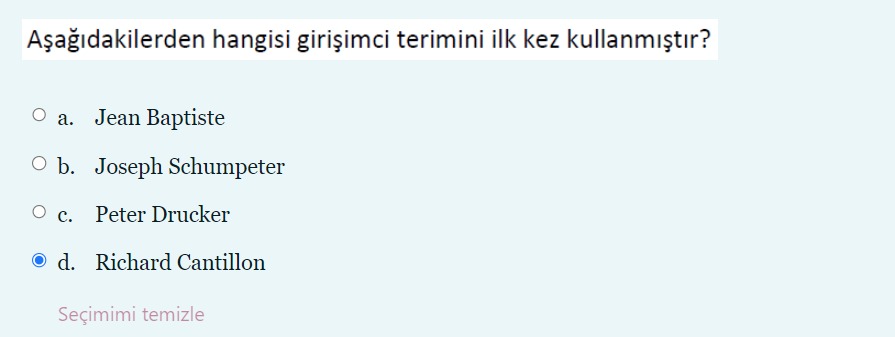 Aşağıdakilerden hangisi girişimci terimini ilk kez kullanmıştır?
a. Jean Baptiste
b. Joseph Schumpeter
c. Peter Drucker
d. Richard Cantillon
Seçimimi temizle